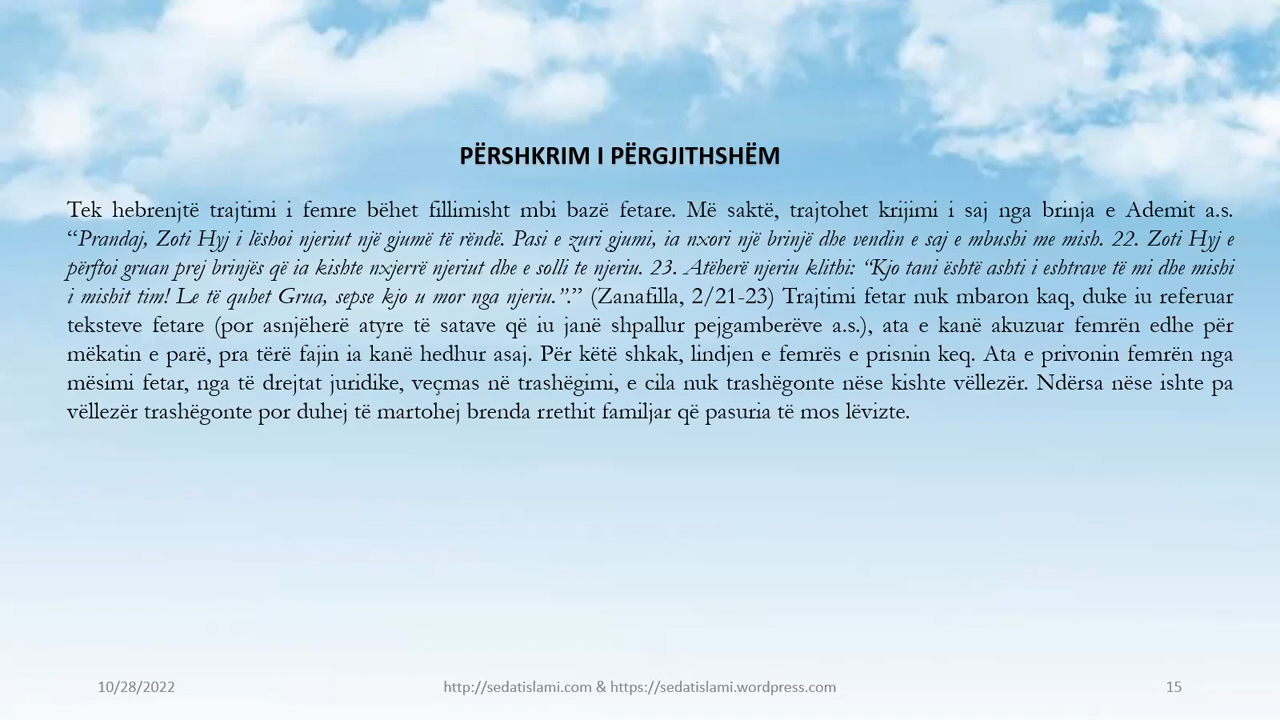 PËRSHKRIM I PËRGJITHSHËM
Tek hebrenjtë trajtimi i femre bëhet fillimisht mbi bazë fetare. Më saktë, trajtohet krijimi i saj nga brinja e Ademit a.s.
“Prandaj, Zoti Hyj i lëshoi njeriut një gjumë të rëndë. Pasi e zuri gjumi, ia nxori një brinjë dhe vendin e saj e mbushi me mish. 22. Zoti Hyj e
përftoi gruan prej brinjës që ia kishte nxjerrë njeriut dhe e solli te njeriu. 23. Atëherë njeriu klithi: “Kjo tani është ashti i eshtrave të mi dhe mishi
i mishit tim! Le të quhet Grua, sepse kjo u mor nga njeriu.”.” (Zanafilla, 2/21-23) Trajtimi fetar nuk mbaron kaq, duke iu referuar
teksteve fetare (por asnjëherë atyre të satave që iu janë shpallur pejgamberëve a.s.), ata e kanë akuzuar femrën edhe për
mëkatin e parë, pra tërë fajin ia kanë hedhur asaj. Për këtë shkak, lindjen e femrës e prisnin keq. Ata e privonin femrën nga
mësimi fetar, nga të drejtat juridike, veçmas në trashëgimi, e cila nuk trashëgonte nëse kishte vëllezër. Ndërsa nëse ishte pa
vëllezër trashëgonte por duhej të martohej brenda rrethit familjar që pasuria të mos lëvizte.
10/28/2022
http://sedatislami.com & https://sedatislami.wordpress.com
15